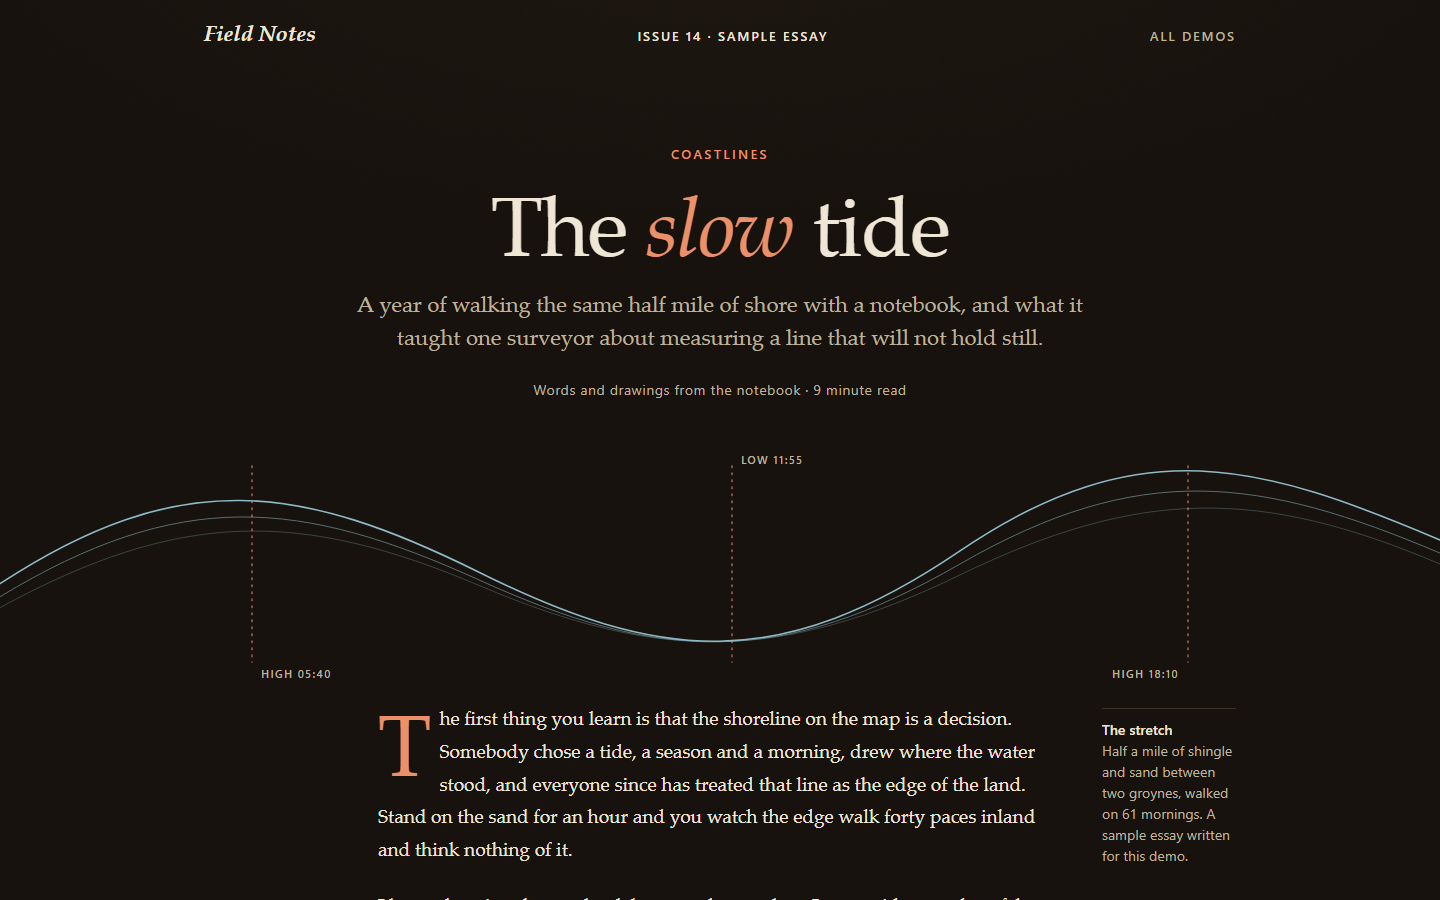 Field Notes
ISSUE 14 · SAMPLE ESSAY
ALL DEMOS
COASTLINES
The slow tide
A year of walking the same half mile of shore with a notebook, and what it
taught one surveyor about measuring a line that will not hold still.
Words and drawings from the notebook · 9 minute read
LOW 11:55
HIGH 05:40
HIGH 18:10
The first thing you learn is that the shoreline on the map is a decision.
Somebody chose a tide, a season and a morning, drew where the water
stood, and everyone since has treated that line as the edge of the land.
Stand on the sand for an hour and you watch the edge walk forty paces inland
and think nothing of it.
The stretch
Half a mile of shingle
and sand between
two groynes, walked
on 61 mornings. A
sample essay written
for this demo.